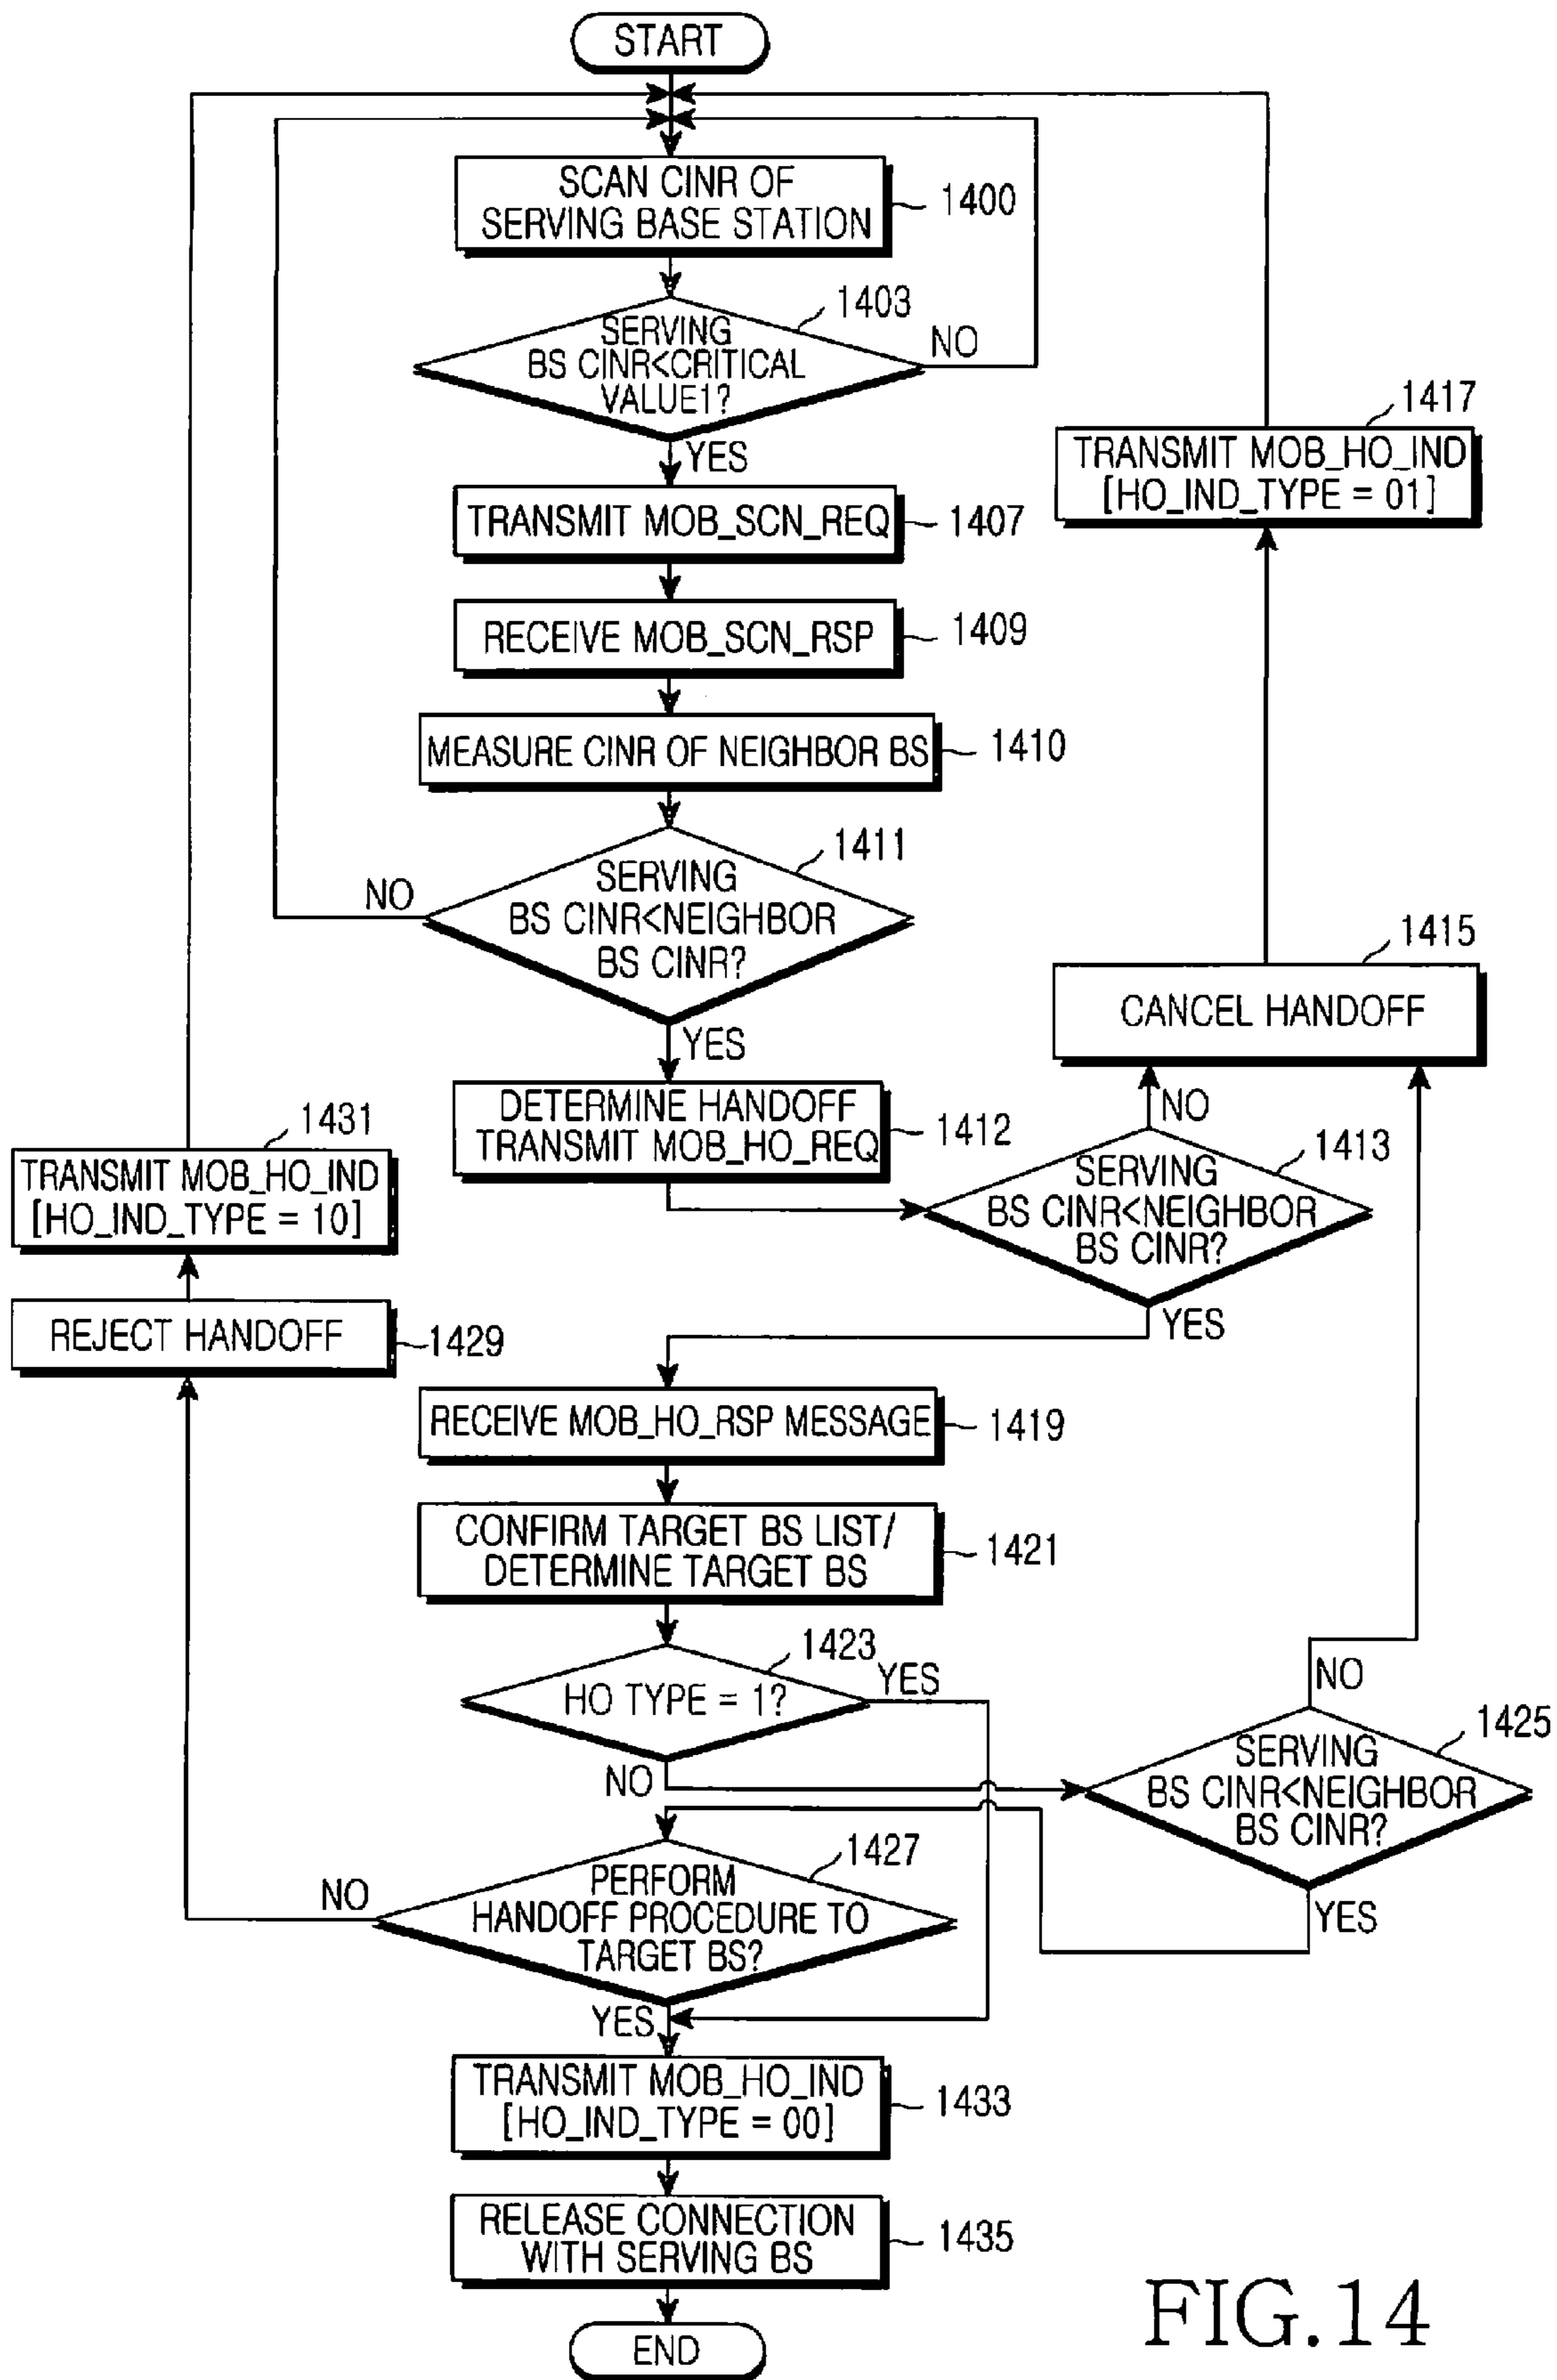 START
SCAN CINR OF
SERVING BASE STATION
1400
SERVING
BS CINR<CRITICAL
VALUE1?
1403
NO
YES
TRANSMIT MOB_SCN_REQ
1407
RECEIVE MOB_SCN_RSP
1409
MEASURE CINR OF NEIGHBOR BS
1410
SERVING
BS CINR<NEIGHBOR
BS CINR?
1411
NO
YES
DETERMINE HANDOFF
TRANSMIT MOB_HO_REQ
1412
SERVING
BS CINR<NEIGHBOR
BS CINR?
1413
NO
YES
CANCEL HANDOFF
1415
TRANSMIT MOB_HO_IND
[HO_IND_TYPE = 01]
1417
RECEIVE MOB_HO_RSP MESSAGE
1419
CONFIRM TARGET BS LIST/
DETERMINE TARGET BS
1421
HO TYPE = 1?
1423
YES
NO
SERVING
BS CINR<NEIGHBOR
BS CINR?
1425
NO
YES
PERFORM
HANDOFF PROCEDURE TO
TARGET BS?
1427
NO
YES
REJECT HANDOFF
1429
TRANSMIT MOB_HO_IND
[HO_IND_TYPE = 10]
1431
TRANSMIT MOB_HO_IND
[HO_IND_TYPE = 00]
1433
RELEASE CONNECTION
WITH SERVING BS
1435
END
FIG.14